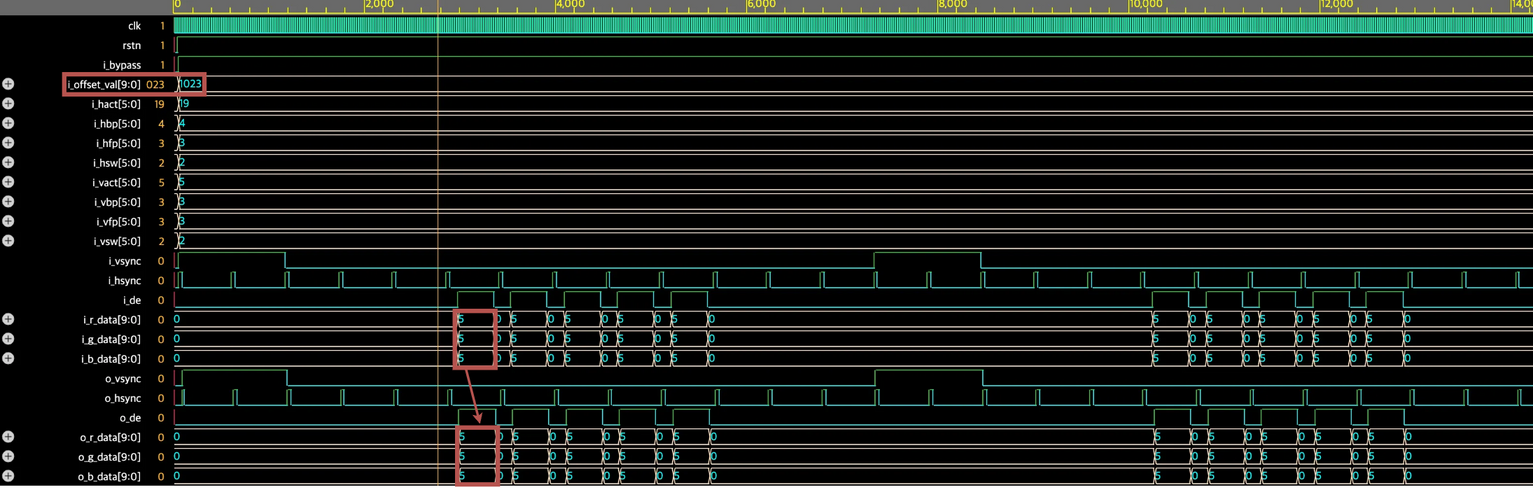 0 2,000 4,000 6,000 8,000 10,000 12,000 14,0
clk 1
rstn 1
i_bypass 1
i_offset_val[9:0] 023 1023
i_hact[5:0] 19 19
i_hbp[5:0] 4 4
i_hfp[5:0] 3 3
i_hsw[5:0] 2 2
i_vact[5:0] 5 5
i_vbp[5:0] 3 3
i_vfp[5:0] 3 3
i_vsw[5:0] 2 2
i_vsync 0
i_hsync 0
i_de 0
i_r_data[9:0] 0 0 5 0 5 0 5 0 5 0 5 0 5 0 5 0 5 0 5 0 5 0
i_g_data[9:0] 0 0 5 0 5 0 5 0 5 0 5 0 5 0 5 0 5 0 5 0 5 0
i_b_data[9:0] 0 0 5 0 5 0 5 0 5 0 5 0 5 0 5 0 5 0 5 0 5 0
o_vsync 0
o_hsync 0
o_de 0
o_r_data[9:0] 0 0 5 0 5 0 5 0 5 0 5 0 5 0 5 0 5 0 5 0 5 0
o_g_data[9:0] 0 0 5 0 5 0 5 0 5 0 5 0 5 0 5 0 5 0 5 0 5 0
o_b_data[9:0] 0 0 5 0 5 0 5 0 5 0 5 0 5 0 5 0 5 0 5 0 5 0